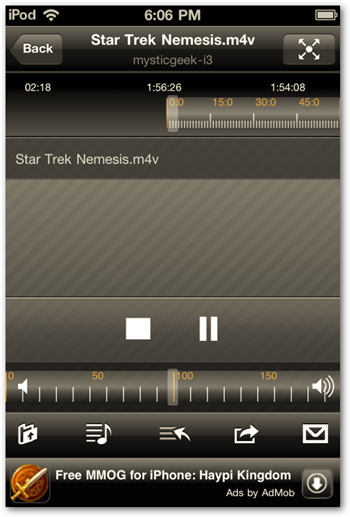 iPod 6:06 PM
Back Star Trek Nemesis.m4v
mysticgeek-i3
02:18 1:56:26 1:54:08
0:0 15:0 30:0 45:0
Star Trek Nemesis.m4v
0 50 100 150
Free MMOG for iPhone: Haypi Kingdom
Ads by AdMob